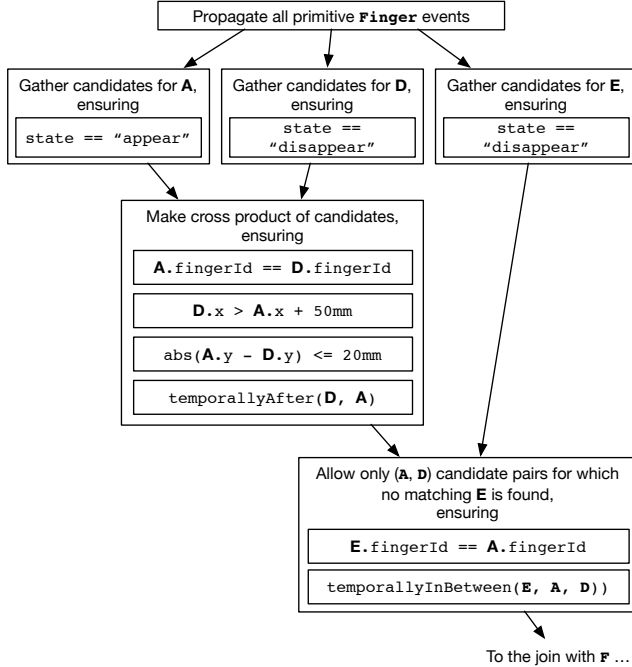 Propagate all primitive Finger events
Gather candidates for A,
ensuring
state == “appear”
Gather candidates for D,
ensuring
state ==
“disappear”
Gather candidates for E,
ensuring
state ==
“disappear”
Make cross product of candidates,
ensuring
A.fingerId == D.fingerId
D.x > A.x + 50mm
abs(A.y – D.y) <= 20mm
temporallyAfter(D, A)
Allow only (A, D) candidate pairs for which
no matching E is found,
ensuring
E.fingerId == A.fingerId
temporallyInBetween(E, A, D))
To the join with F ...